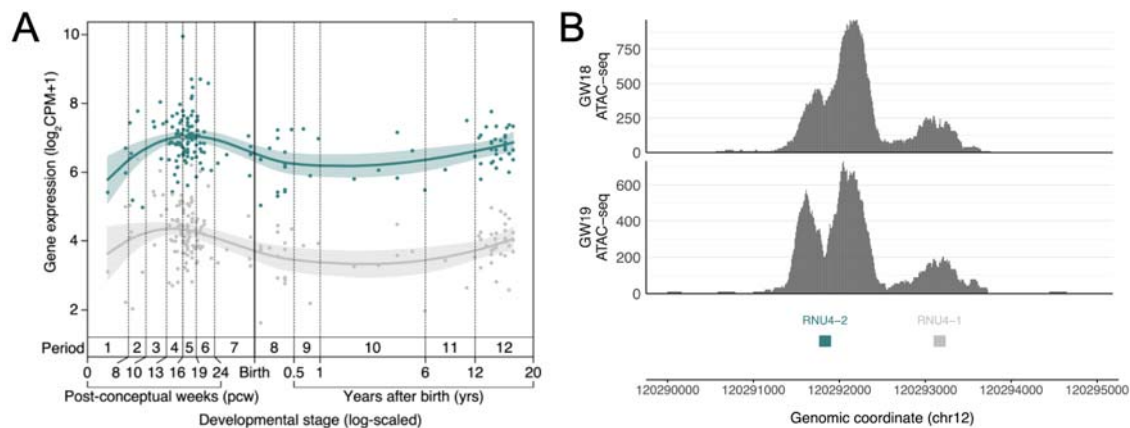 A
Gene expression (log2CPM+1)
10
8
6
4
2
Period 1 2 3 4 5 6 7 8 9 10 11 12
0 8 10 13 16 19 24 Birth 0.5 1 6 12 20
Post-conceptual weeks (pcw) Years after birth (yrs)
Developmental stage (log-scaled)
B
GW18
ATAC-seq
750
500
250
0
GW19
ATAC-seq
600
400
200
0
RNU4-2 RNU4-1
120290000 120291000 120292000 120293000 120294000 120295000
Genomic coordinate (chr12)